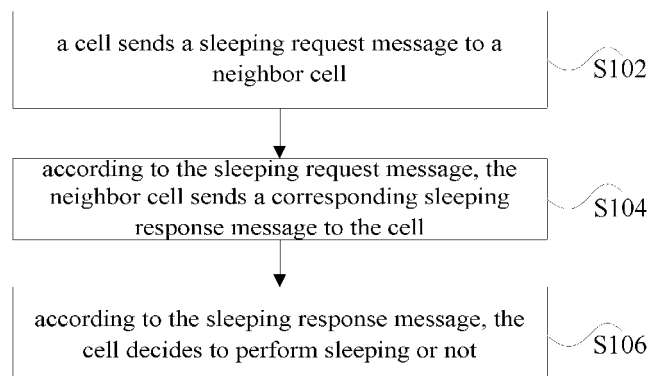 a cell sends a sleeping request message to a
neighbor cell
S102
according to the sleeping request message, the
neighbor cell sends a corresponding sleeping
response message to the cell
S104
according to the sleeping response message, the
cell decides to perform sleeping or not
S106